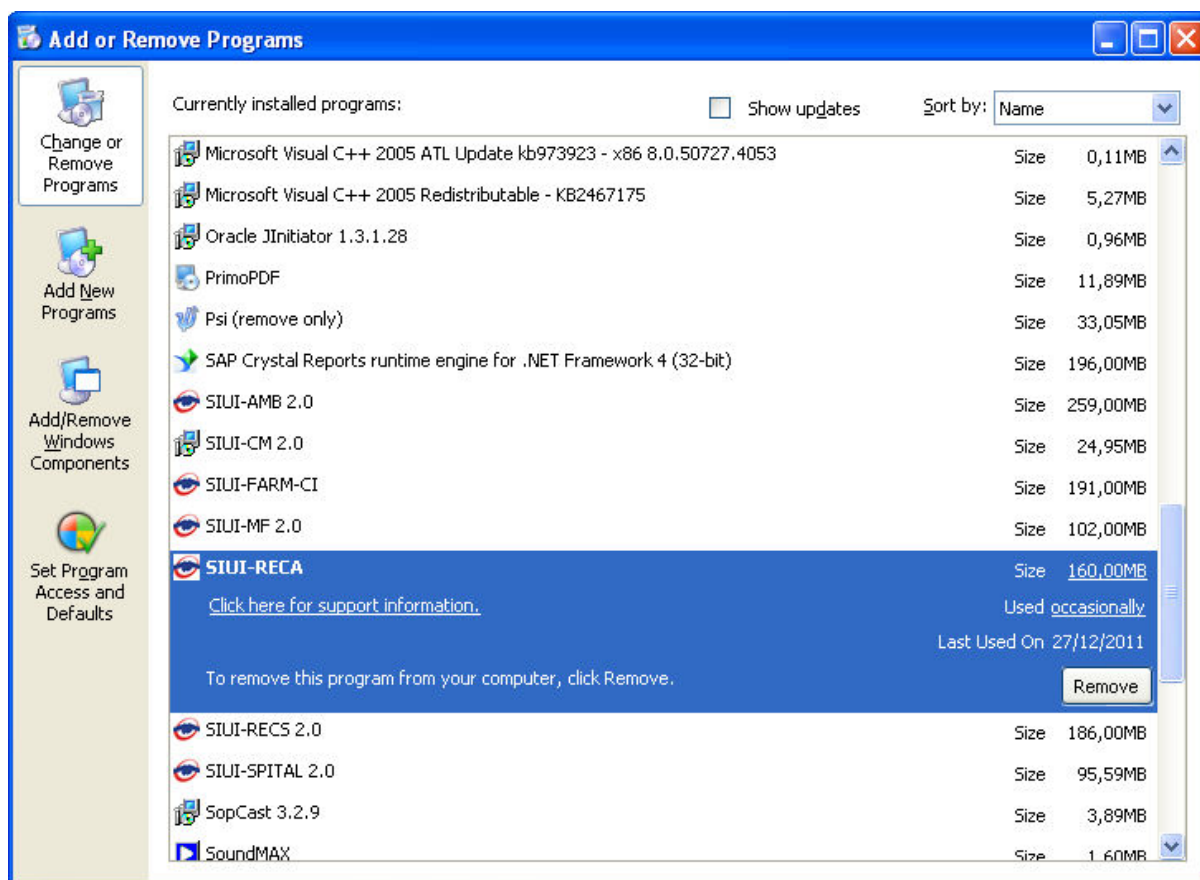 Add or Remove Programs
Change or
Remove
Programs
Add New
Programs
Add/Remove
Windows
Components
Set Program
Access and
Defaults
Currently installed programs:
Show updates
Sort by: Name
Microsoft Visual C++ 2005 ATL Update kb973923 - x86 8.0.50727.4053 Size 0,11MB
Microsoft Visual C++ 2005 Redistributable - KB2467175 Size 5,27MB
Oracle JInitiator 1.3.1.28 Size 0,96MB
PrimoPDF Size 11,89MB
Psi (remove only) Size 33,05MB
SAP Crystal Reports runtime engine for .NET Framework 4 (32-bit) Size 196,00MB
SIUI-AMB 2.0 Size 259,00MB
SIUI-CM 2.0 Size 24,95MB
SIUI-FARM-CI Size 191,00MB
SIUI-MF 2.0 Size 102,00MB
SIUI-RECA Size 160,00MB
Click here for support information. Used occasionally
Last Used On 27/12/2011
To remove this program from your computer, click Remove. Remove
SIUI-RECS 2.0 Size 186,00MB
SIUI-SPITAL 2.0 Size 95,59MB
SopCast 3.2.9 Size 3,89MB
SoundMAX Size 1,60MB